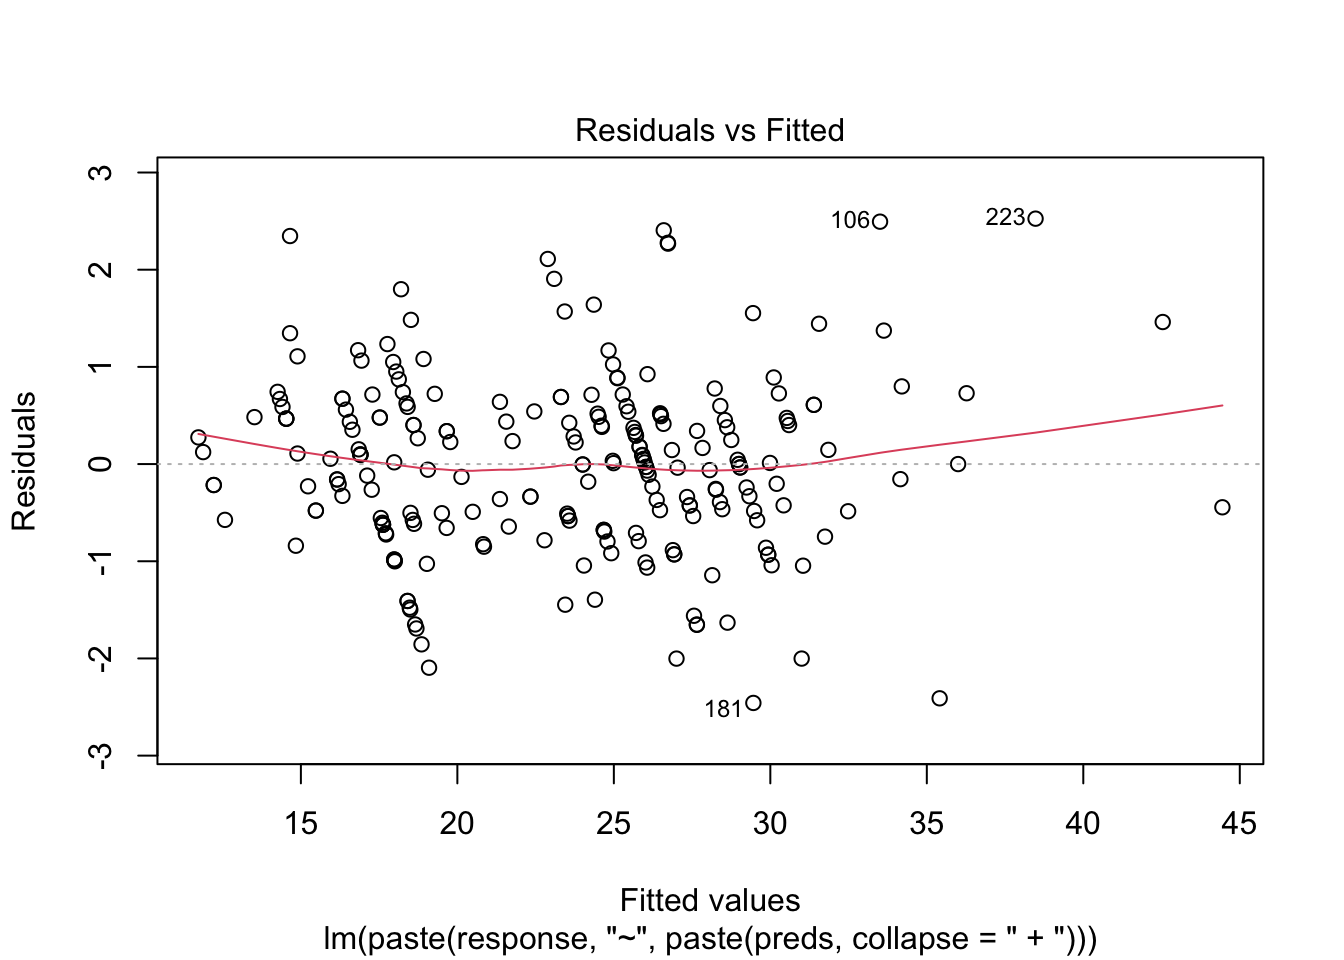 Residuals vs Fitted
3
2
1
0
-1
-2
-3
Residuals
106
223
181
15 20 25 30 35 40 45
Fitted values
lm(paste(response, "~", paste(preds, collapse = " + ")))